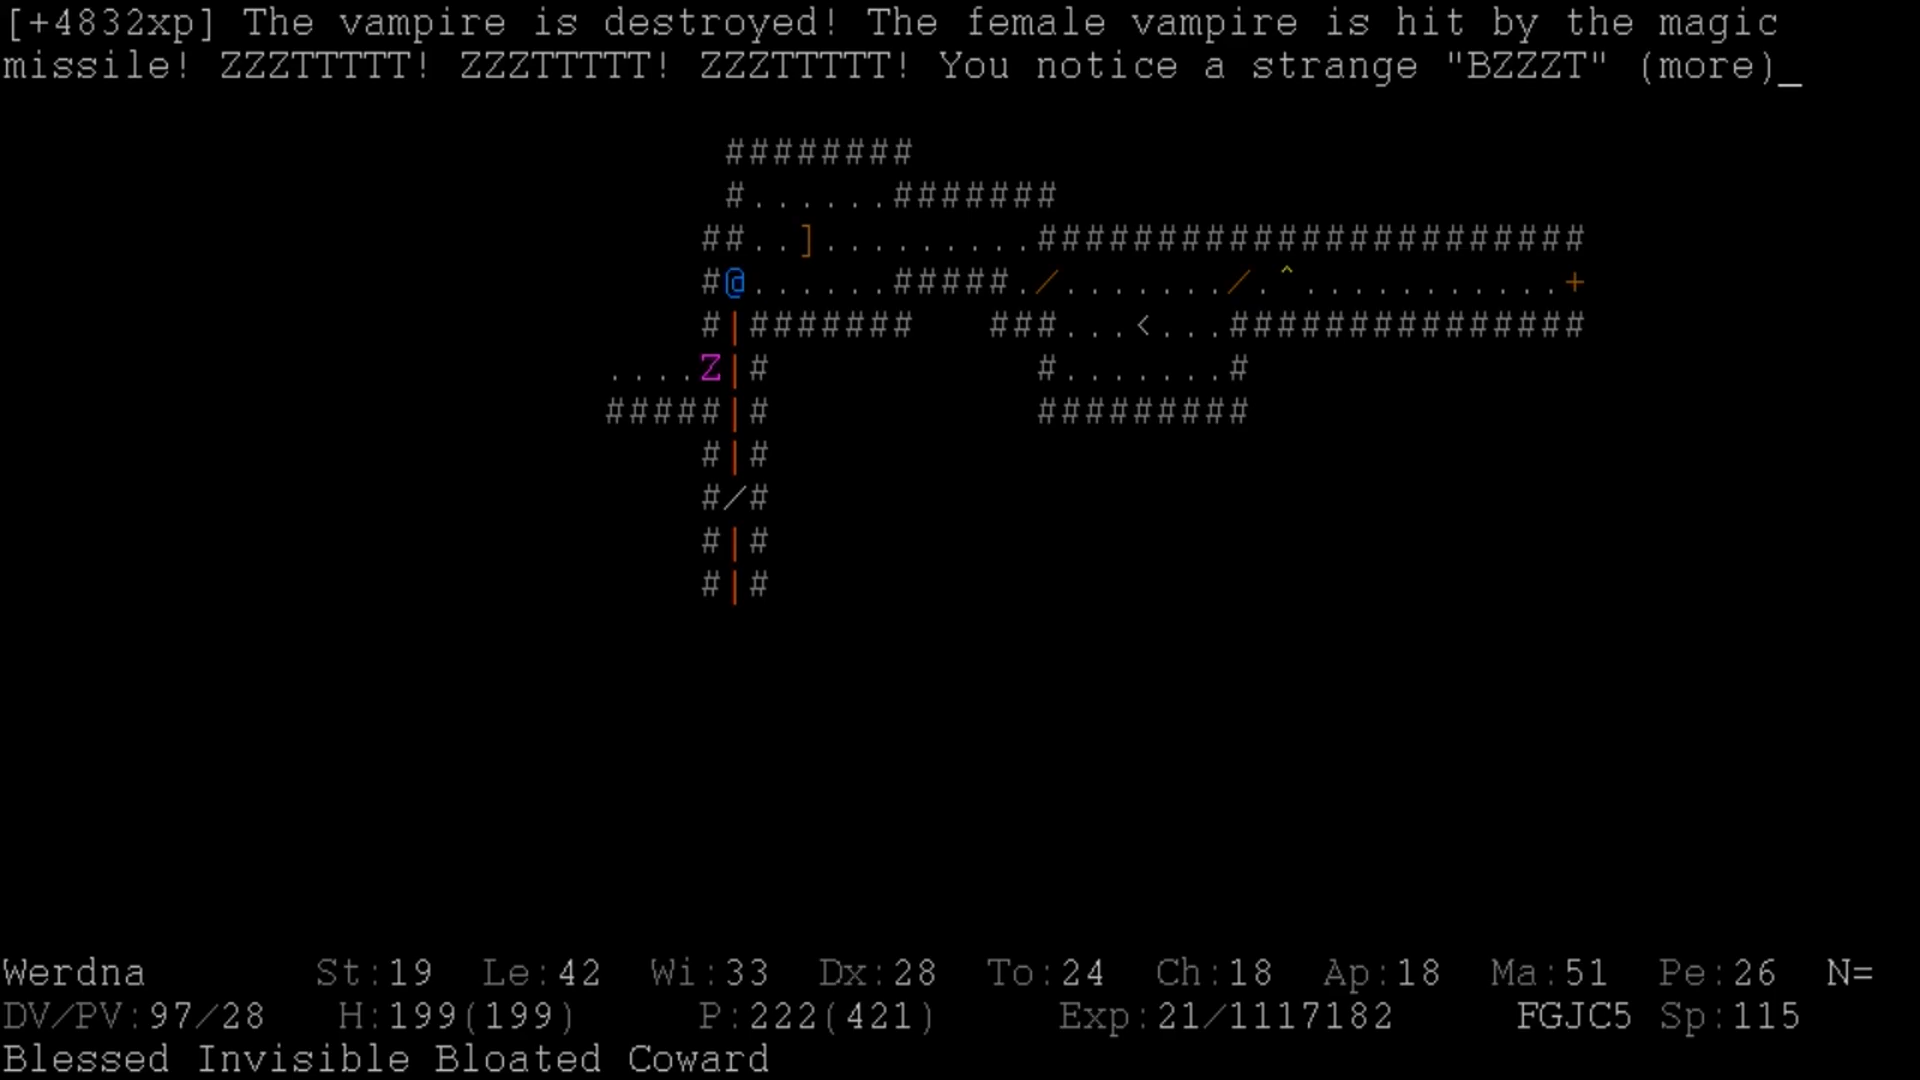 [+4832xp] The vampire is destroyed! The female vampire is hit by the magic
missile! ZZZTTTTT! ZZZTTTTT! ZZZTTTTT! You notice a strange "BZZZT" (more)_
########
#......#######
##..].........#######################
#@......#####./......./.^...........+
#|####### ###...<...###############
....Z|# #.......#
#####|# #########
#|#
#/#
#|#
#|#
Werdna St:19 Le:42 Wi:33 Dx:28 To:24 Ch:18 Ap:18 Ma:51 Pe:26 N=
DV/PV:97/28 H:199(199) P:222(421) Exp:21/1117182 FGJC5 Sp:115
Blessed Invisible Bloated Coward